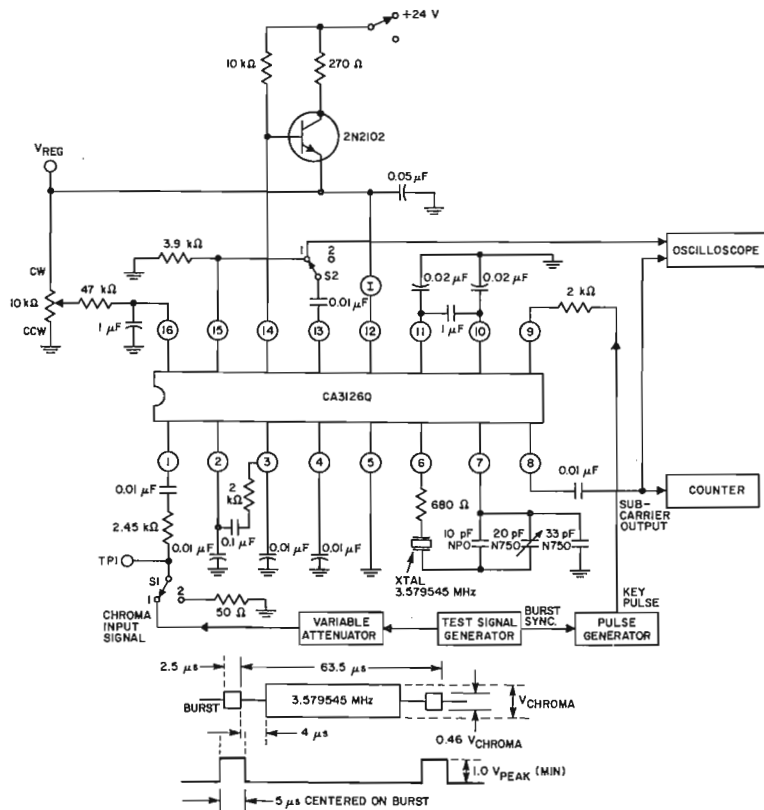 +24 V
10 kΩ
270 Ω
2N2102
VREG
0.05 µF
3.9 kΩ
1
2
S2
OSCILLOSCOPE
CW
47 kΩ
10 kΩ
CCW
1 µF
0.01 µF
I
0.02 µF
0.02 µF
1 µF
2 kΩ
16
15
14
13
12
11
10
9
CA3126Q
1
2
3
4
5
6
7
8
0.01 µF
2 kΩ
0.01 µF
COUNTER
680 Ω
SUB-
CARRIER
OUTPUT
2.45 kΩ
0.1 µF
0.01 µF
0.01 µF
0.01 µF
10 pF
NPO
20 pF
N750
33 pF
N750
TP1
XTAL
3.579545 MHz
S1
1
2
50 Ω
CHROMA
INPUT
SIGNAL
VARIABLE
ATTENUATOR
TEST SIGNAL
GENERATOR
BURST
SYNC.
KEY
PULSE
PULSE
GENERATOR
2.5 µs
63.5 µs
BURST
3.579545 MHz
VCHROMA
4 µs
0.46 VCHROMA
1.0 VPEAK (MIN)
5 µs CENTERED ON BURST